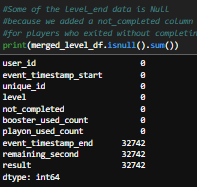 #Some of the level_end data is Null
#because we added a not_completed column
#for players who exited without completin
print(merged_level_df.isnull().sum())
user_id 0
event_timestamp_start 0
unique_id 0
level 0
not_completed 0
booster_used_count 0
playon_used_count 0
event_timestamp_end 32742
remaining_second 32742
result 32742
dtype: int64